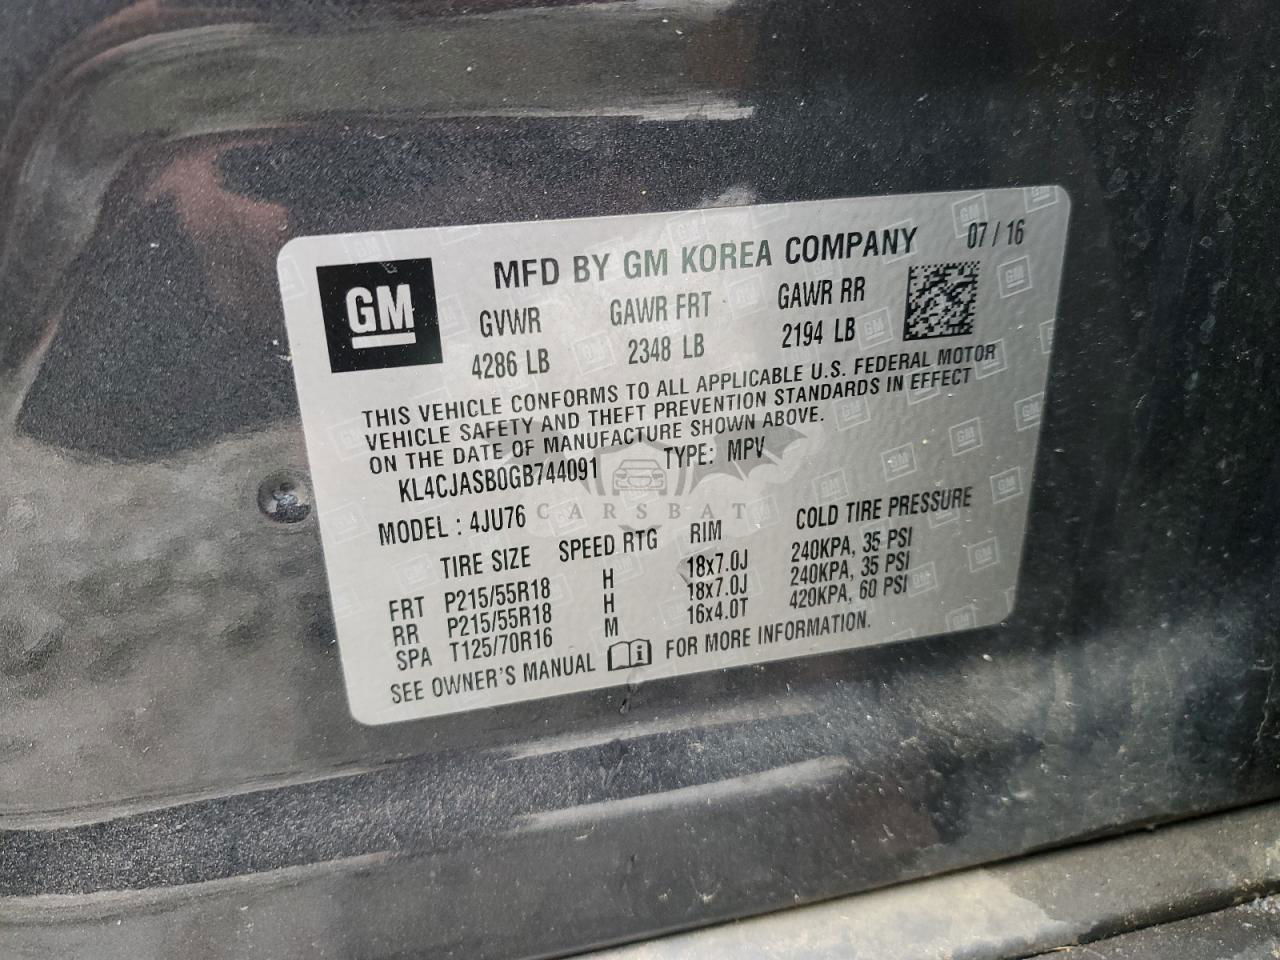 GM
MFD BY GM KOREA COMPANY 07 / 16
GVWR GAWR FRT GAWR RR
4286 LB 2348 LB 2194 LB
THIS VEHICLE CONFORMS TO ALL APPLICABLE U.S. FEDERAL MOTOR
VEHICLE SAFETY AND THEFT PREVENTION STANDARDS IN EFFECT
ON THE DATE OF MANUFACTURE SHOWN ABOVE.
KL4CJASB0GB744091 TYPE: MPV
CARSBAT
MODEL : 4JU76
TIRE SIZE SPEED RTG RIM COLD TIRE PRESSURE
FRT P215/55R18 H 18x7.0J 240KPA, 35 PSI
RR P215/55R18 H 18x7.0J 240KPA, 35 PSI
SPA T125/70R16 M 16x4.0T 420KPA, 60 PSI
SEE OWNER'S MANUAL i FOR MORE INFORMATION.